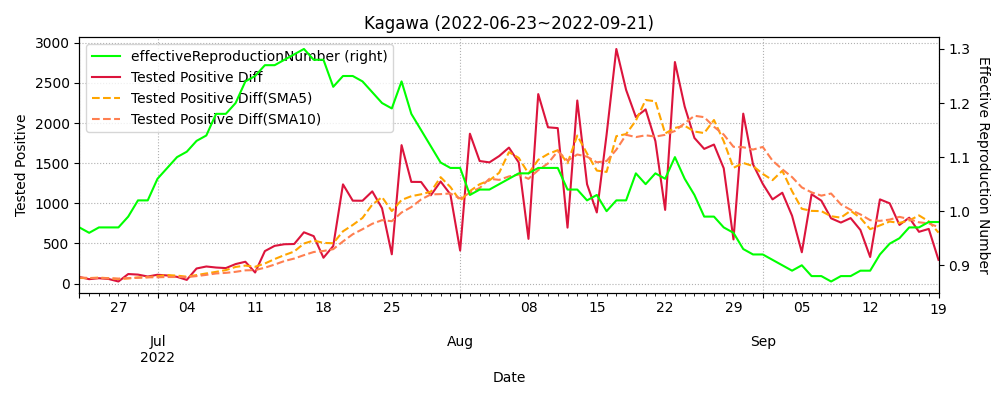 Kagawa (2022-06-23~2022-09-21)
effectiveReproductionNumber (right)
Tested Positive Diff
Tested Positive Diff(SMA5)
Tested Positive Diff(SMA10)
Tested Positive
3000
2500
2000
1500
1000
500
0
1.3
1.2
1.1
1.0
0.9
Effective Reproduction Number
27 04 11 18 25 08 15 22 29 05 12 19
Jul Aug Sep
2022
Date